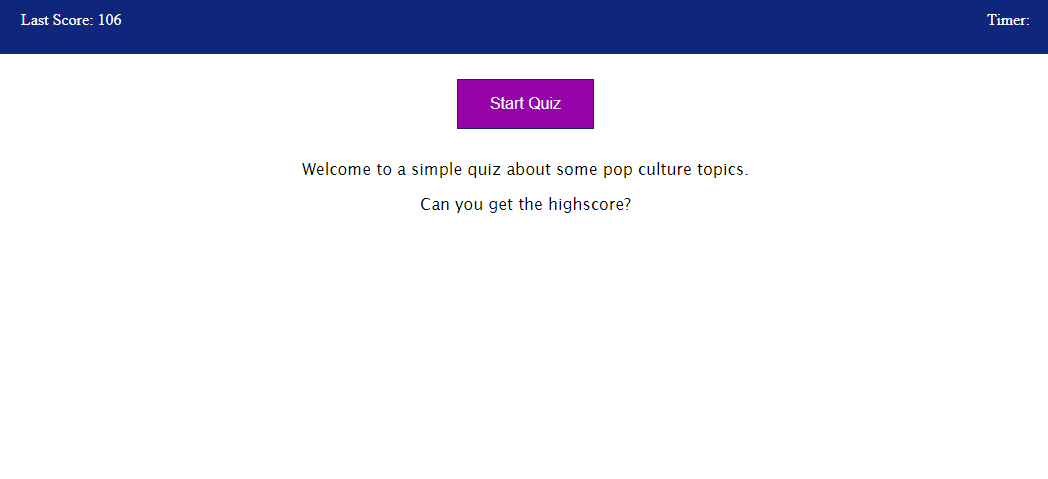 Last Score: 106
Timer:
Start Quiz
Welcome to a simple quiz about some pop culture topics.
Can you get the highscore?